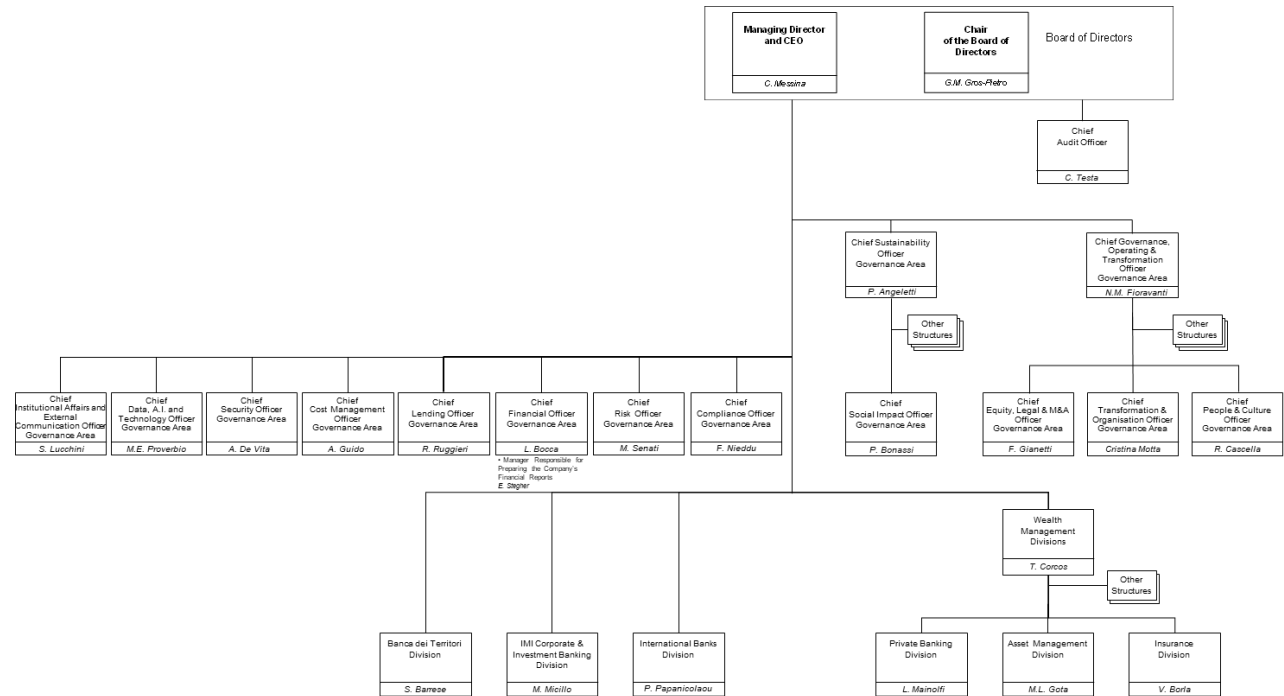 Managing Director
and CEO
C. Messina
Chair
of the Board of
Directors
G.M. Gros-Pietro
Board of Directors
Chief
Audit Officer
C. Testa
Chief Sustainability
Officer
Governance Area
P. Angeletti
Chief Governance,
Operating &
Transformation
Officer
Governance Area
N.M. Fioravanti
Other
Structures
Other
Structures
Chief
Institutional Affairs and
External
Communication Officer
Governance Area
S. Lucchini
Chief
Data, A.I. and
Technology Officer
Governance Area
M.E. Proverbio
Chief
Security Officer
Governance Area
A. De Vita
Chief
Cost Management
Officer
Governance Area
A. Guido
Chief
Lending Officer
Governance Area
R. Ruggieri
Chief
Financial Officer
Governance Area
L. Bocca
• Manager Responsible for
Preparing the Company's
Financial Reports
E. Stegher
Chief
Risk Officer
Governance Area
M. Senati
Chief
Compliance Officer
Governance Area
F. Nieddu
Chief
Social Impact Officer
Governance Area
P. Bonassi
Chief
Equity, Legal & M&A
Officer
Governance Area
F. Gianetti
Chief
Transformation &
Organisation Officer
Governance Area
Cristina Motta
Chief
People & Culture
Officer
Governance Area
R. Cascella
Wealth
Management
Divisions
T. Corcos
Other
Structures
Banca dei Territori
Division
S. Barrese
IMI Corporate &
Investment Banking
Division
M. Micillo
International Banks
Division
P. Papanicolaou
Private Banking
Division
L. Mainolfi
Asset Management
Division
M.L. Gota
Insurance
Division
V. Borla